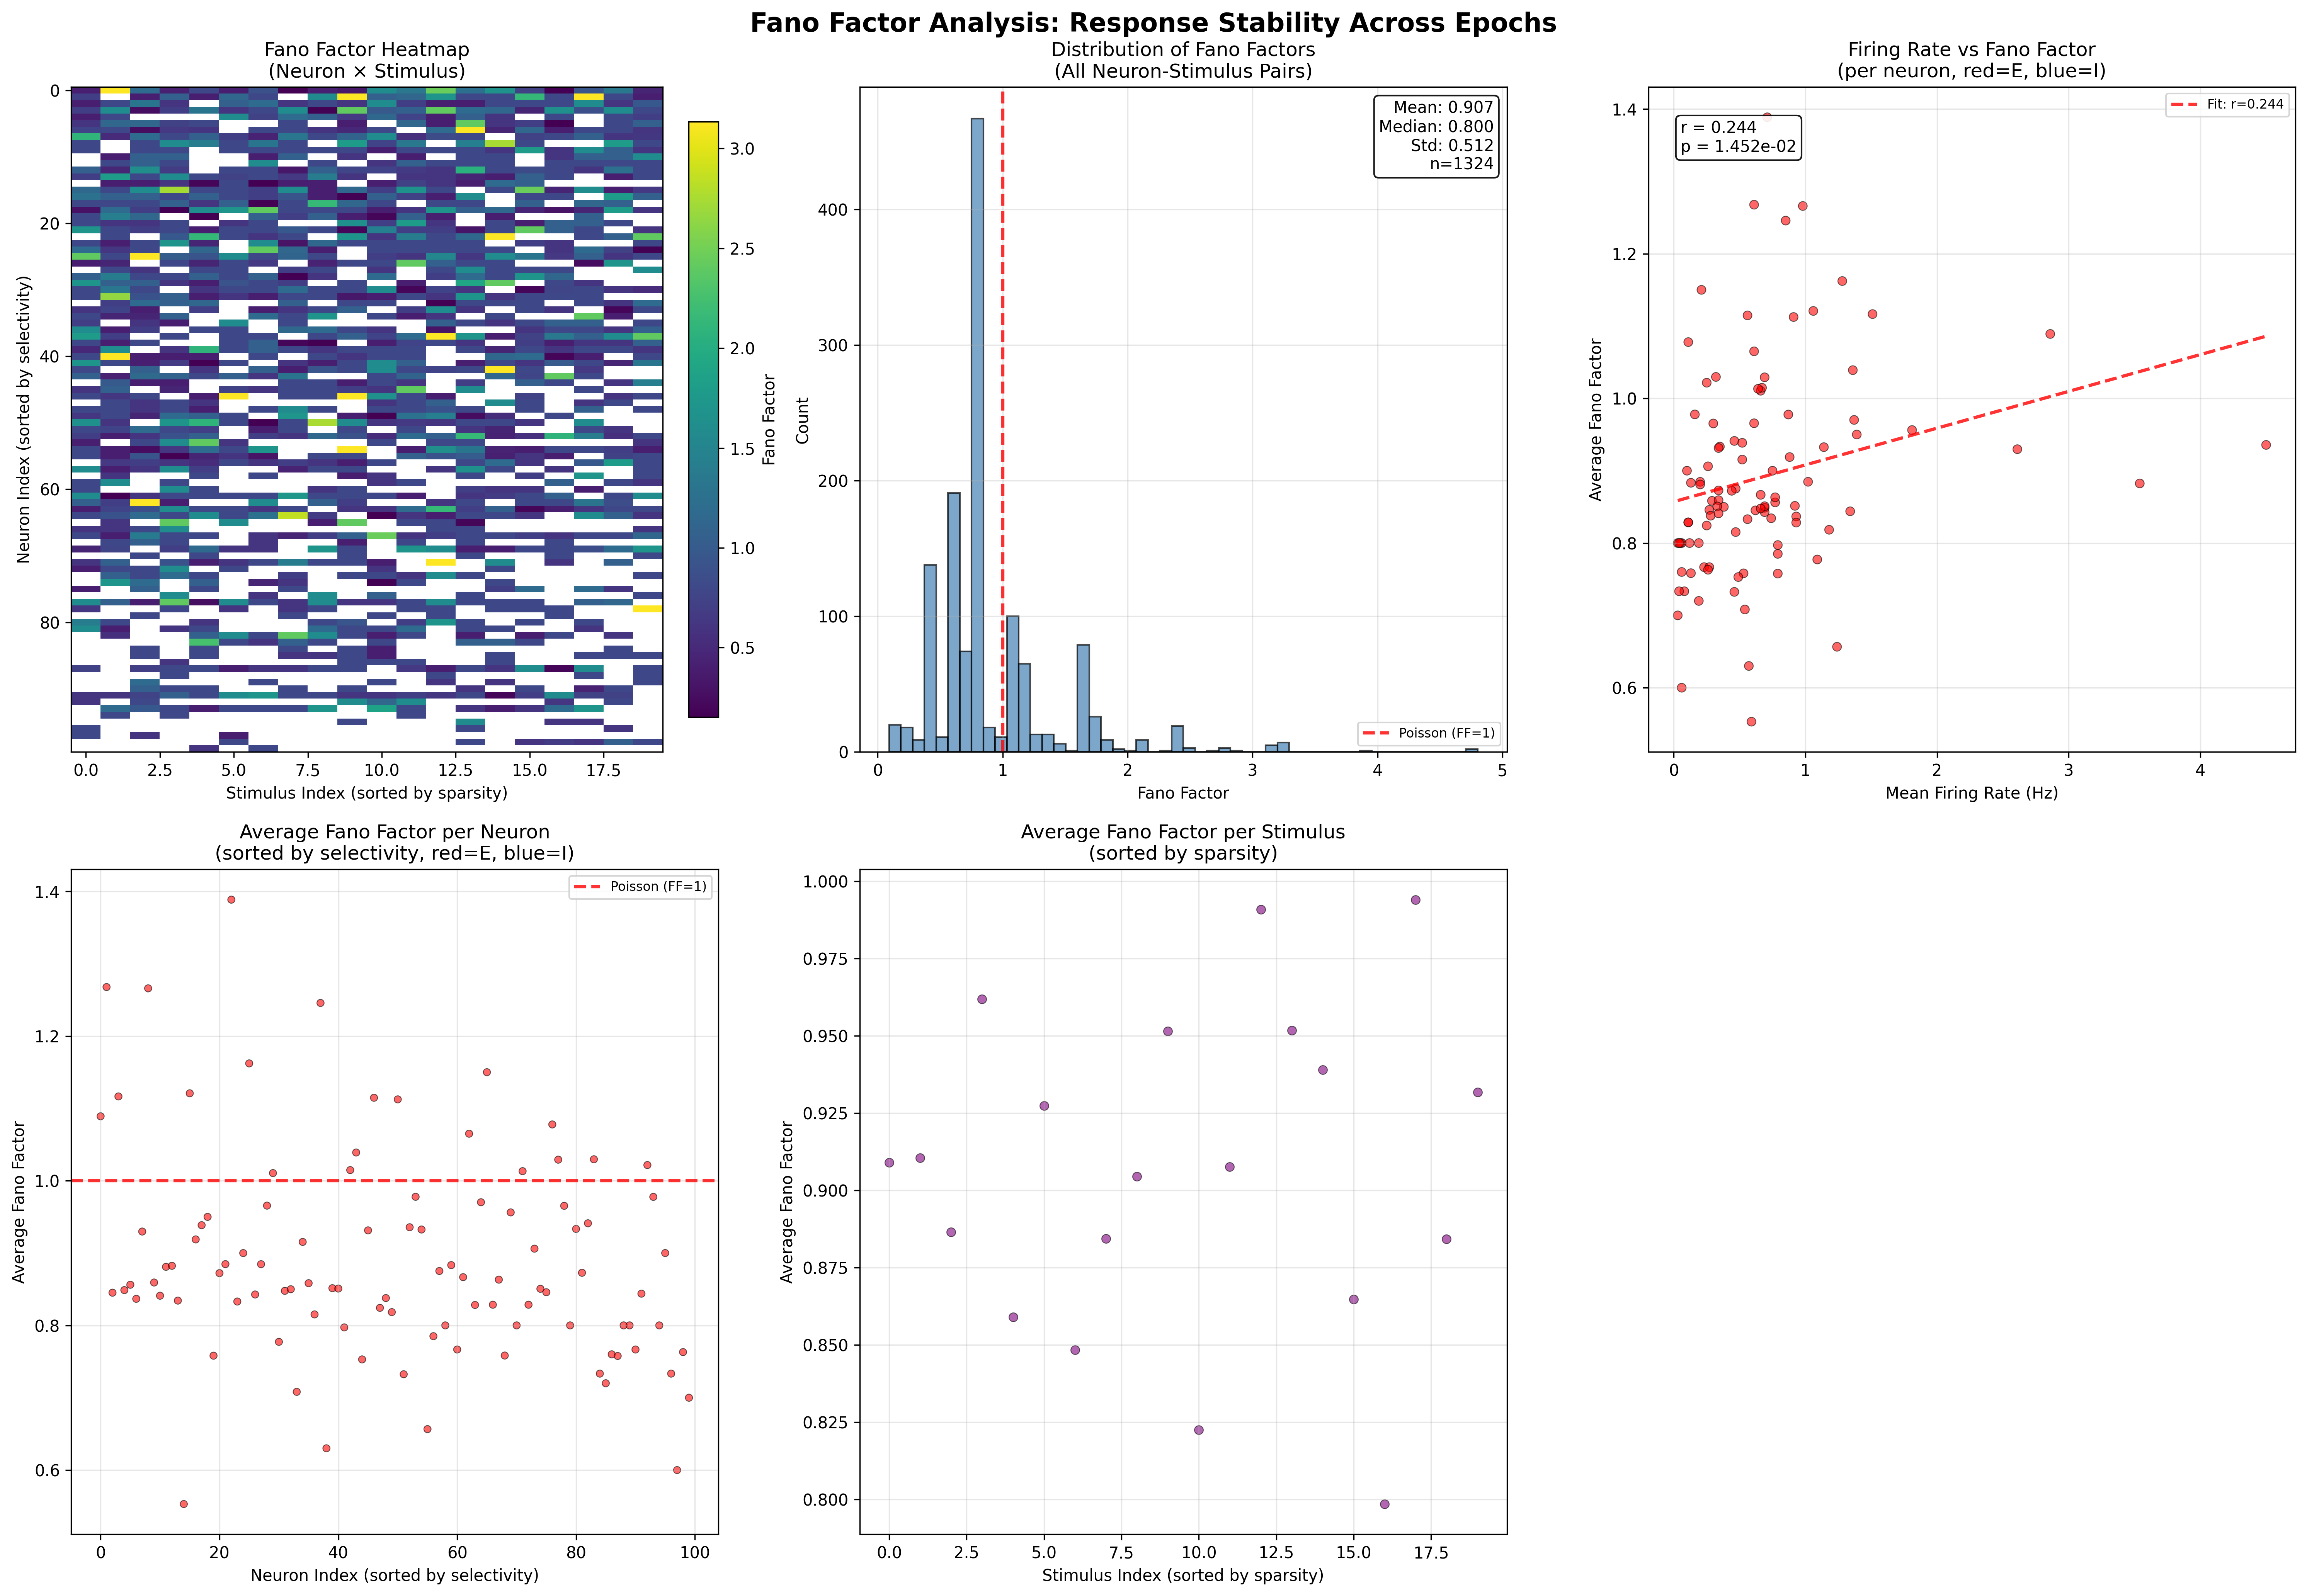 Fano Factor Analysis: Response Stability Across Epochs
Fano Factor Heatmap
(Neuron × Stimulus)
Neuron Index (sorted by selectivity)
0
20
40
60
80
0.0
2.5
5.0
7.5
10.0
12.5
15.0
17.5
Stimulus Index (sorted by sparsity)
3.0
2.5
2.0
1.5
1.0
0.5
Fano Factor
Distribution of Fano Factors
(All Neuron-Stimulus Pairs)
Mean: 0.907
Median: 0.800
Std: 0.512
n=1324
Count
400
300
200
100
0
Poisson (FF=1)
0
1
2
3
4
5
Fano Factor
Firing Rate vs Fano Factor
(per neuron, red=E, blue=I)
Fit: r=0.244
r = 0.244
p = 1.452e-02
Average Fano Factor
1.4
1.2
1.0
0.8
0.6
0
1
2
3
4
Mean Firing Rate (Hz)
Average Fano Factor per Neuron
(sorted by selectivity, red=E, blue=I)
Poisson (FF=1)
Average Fano Factor
1.4
1.2
1.0
0.8
0.6
0
20
40
60
80
100
Neuron Index (sorted by selectivity)
Average Fano Factor per Stimulus
(sorted by sparsity)
Average Fano Factor
1.000
0.975
0.950
0.925
0.900
0.875
0.850
0.825
0.800
0.0
2.5
5.0
7.5
10.0
12.5
15.0
17.5
Stimulus Index (sorted by sparsity)